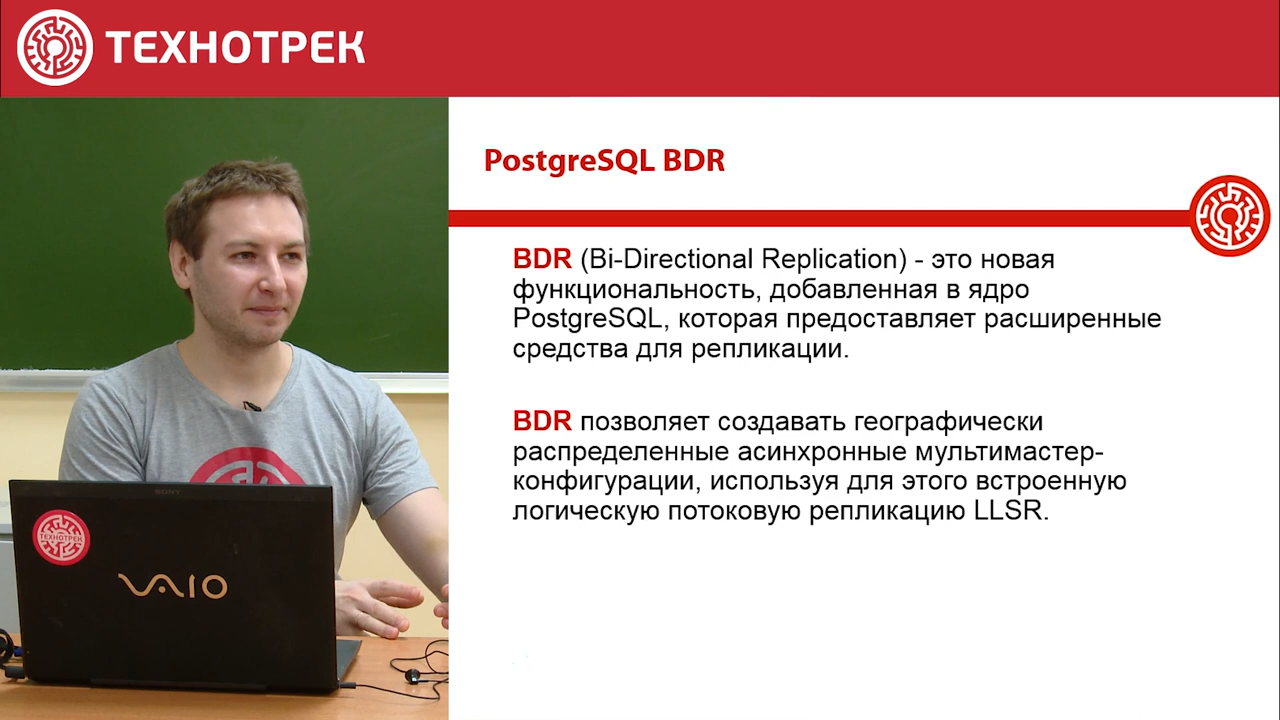 ТЕХНОТРЕК
PostgreSQL BDR
BDR (Bi-Directional Replication) - это новая
функциональность, добавленная в ядро
PostgreSQL, которая предоставляет расширенные
средства для репликации.
BDR позволяет создавать географически
распределенные асинхронные мультимастер-
конфигурации, используя для этого встроенную
логическую потоковую репликацию LLSR.
SONY
ТЕХНОТРЕК
VAIO